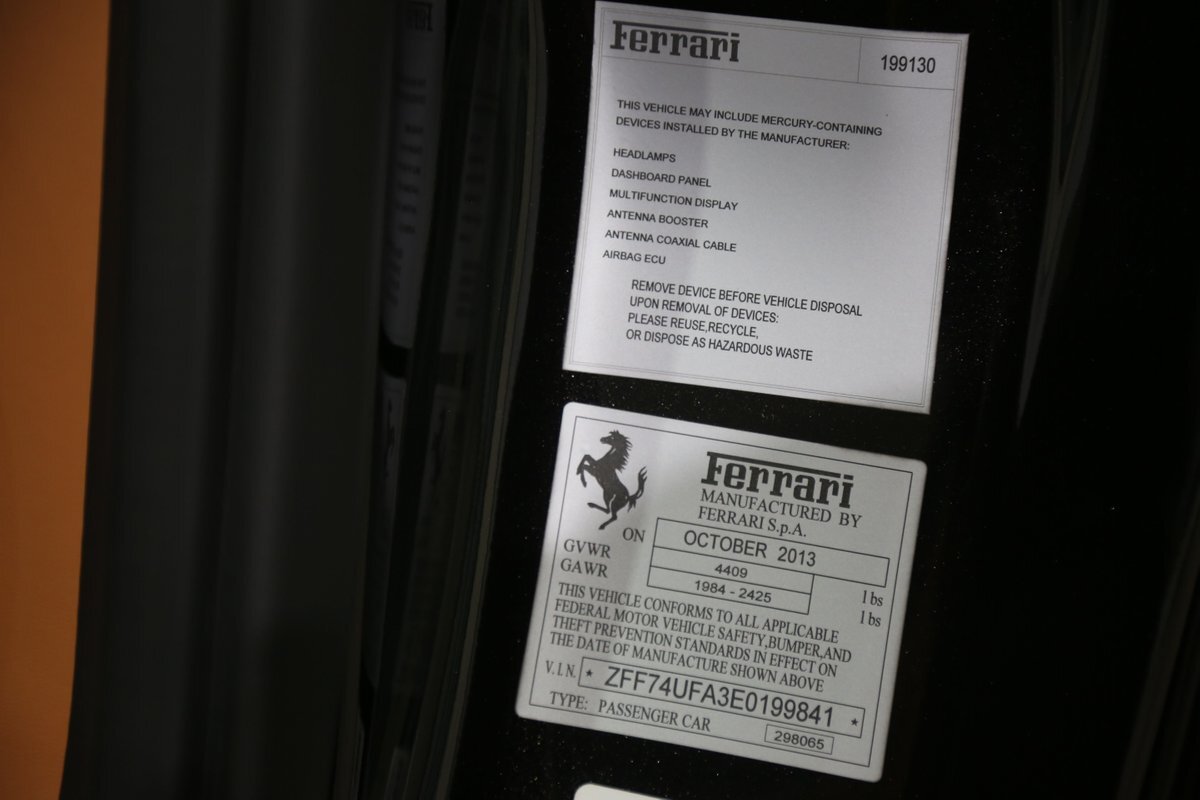 Ferrari
199130
THIS VEHICLE MAY INCLUDE MERCURY-CONTAINING
DEVICES INSTALLED BY THE MANUFACTURER:
HEADLAMPS
DASHBOARD PANEL
MULTIFUNCTION DISPLAY
ANTENNA BOOSTER
ANTENNA COAXIAL CABLE
AIRBAG ECU
REMOVE DEVICE BEFORE VEHICLE DISPOSAL
UPON REMOVAL OF DEVICES:
PLEASE REUSE,RECYCLE,
OR DISPOSE AS HAZARDOUS WASTE
Ferrari
MANUFACTURED BY
FERRARI S.p.A.
ON OCTOBER 2013
GVWR 4409 lbs
GAWR 1984 - 2425 lbs
THIS VEHICLE CONFORMS TO ALL APPLICABLE
FEDERAL MOTOR VEHICLE SAFETY,BUMPER,AND
THEFT PREVENTION STANDARDS IN EFFECT ON
THE DATE OF MANUFACTURE SHOWN ABOVE
V.I.N. * ZFF74UFA3E0199841 *
TYPE: PASSENGER CAR 298065